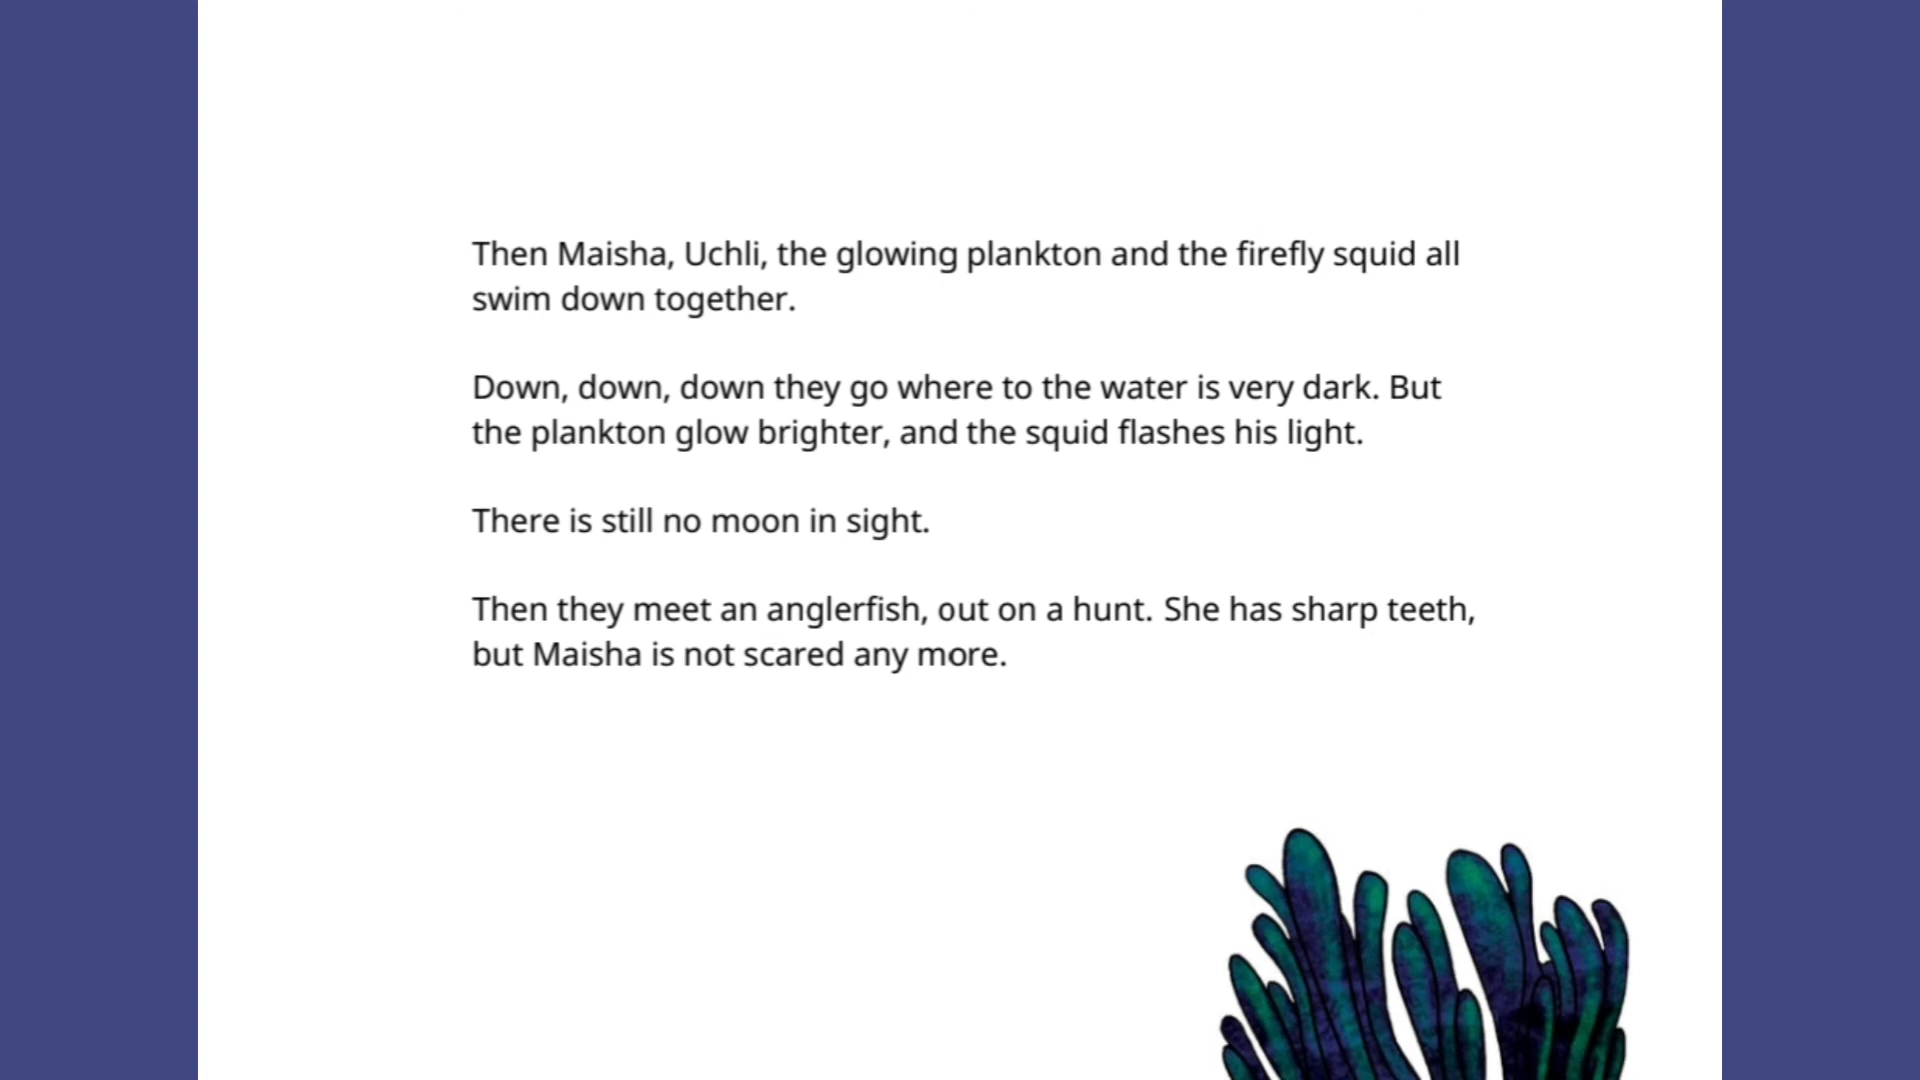 Then Maisha, Uchli, the glowing plankton and the firefly squid all
swim down together.
Down, down, down they go where to the water is very dark. But
the plankton glow brighter, and the squid flashes his light.
There is still no moon in sight.
Then they meet an anglerfish, out on a hunt. She has sharp teeth,
but Maisha is not scared any more.